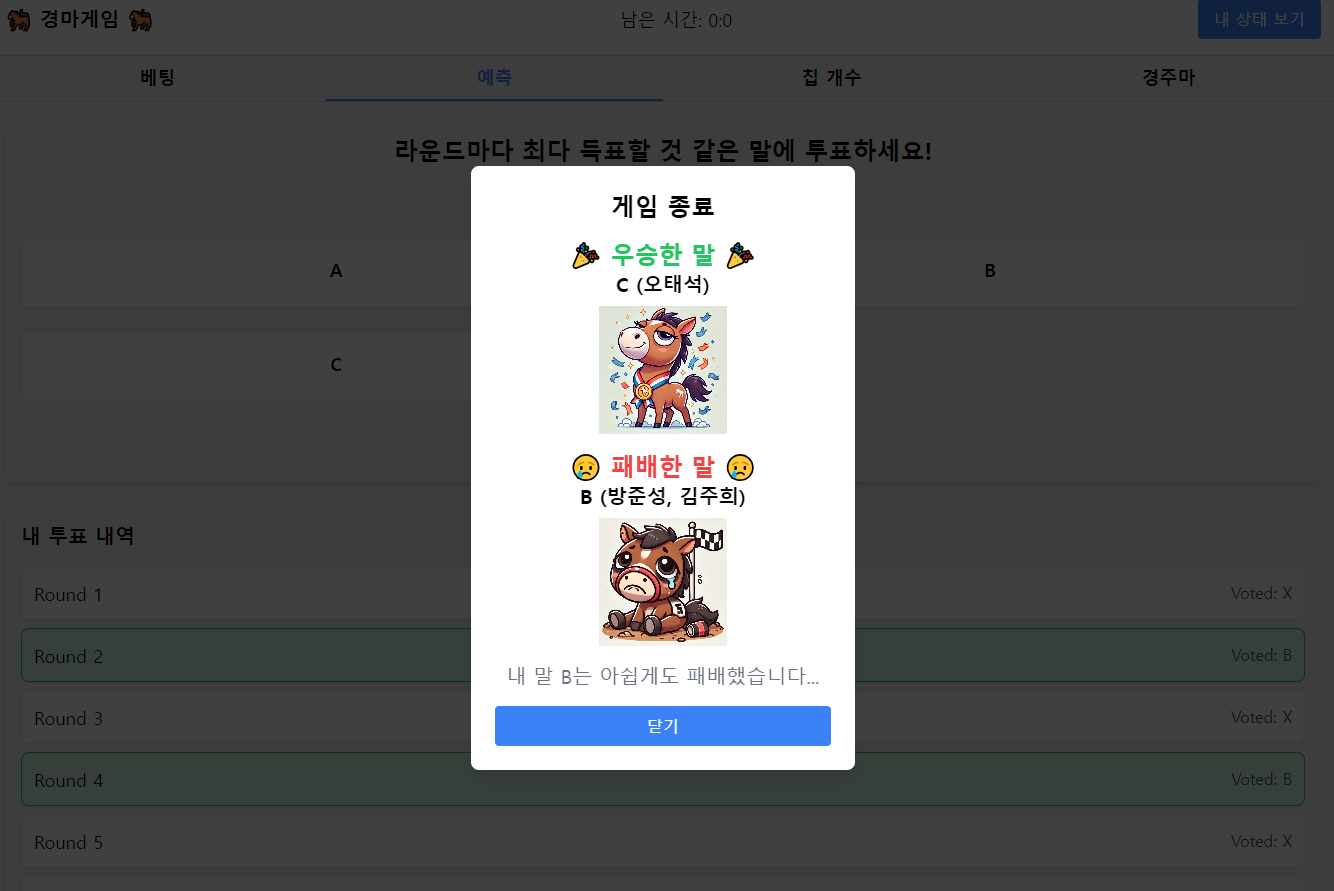 경마게임
남은 시간: 0:0
내 상태 보기
베팅
예측
칩 개수
경주마
라운드마다 최다 득표할 것 같은 말에 투표하세요!
A
B
C
게임 종료
우승한 말
C (오태석)
패배한 말
B (방준성, 김주희)
내 말 B는 아쉽게도 패배했습니다...
닫기
내 투표 내역
Round 1
Voted: X
Round 2
Voted: B
Round 3
Voted: X
Round 4
Voted: B
Round 5
Voted: X